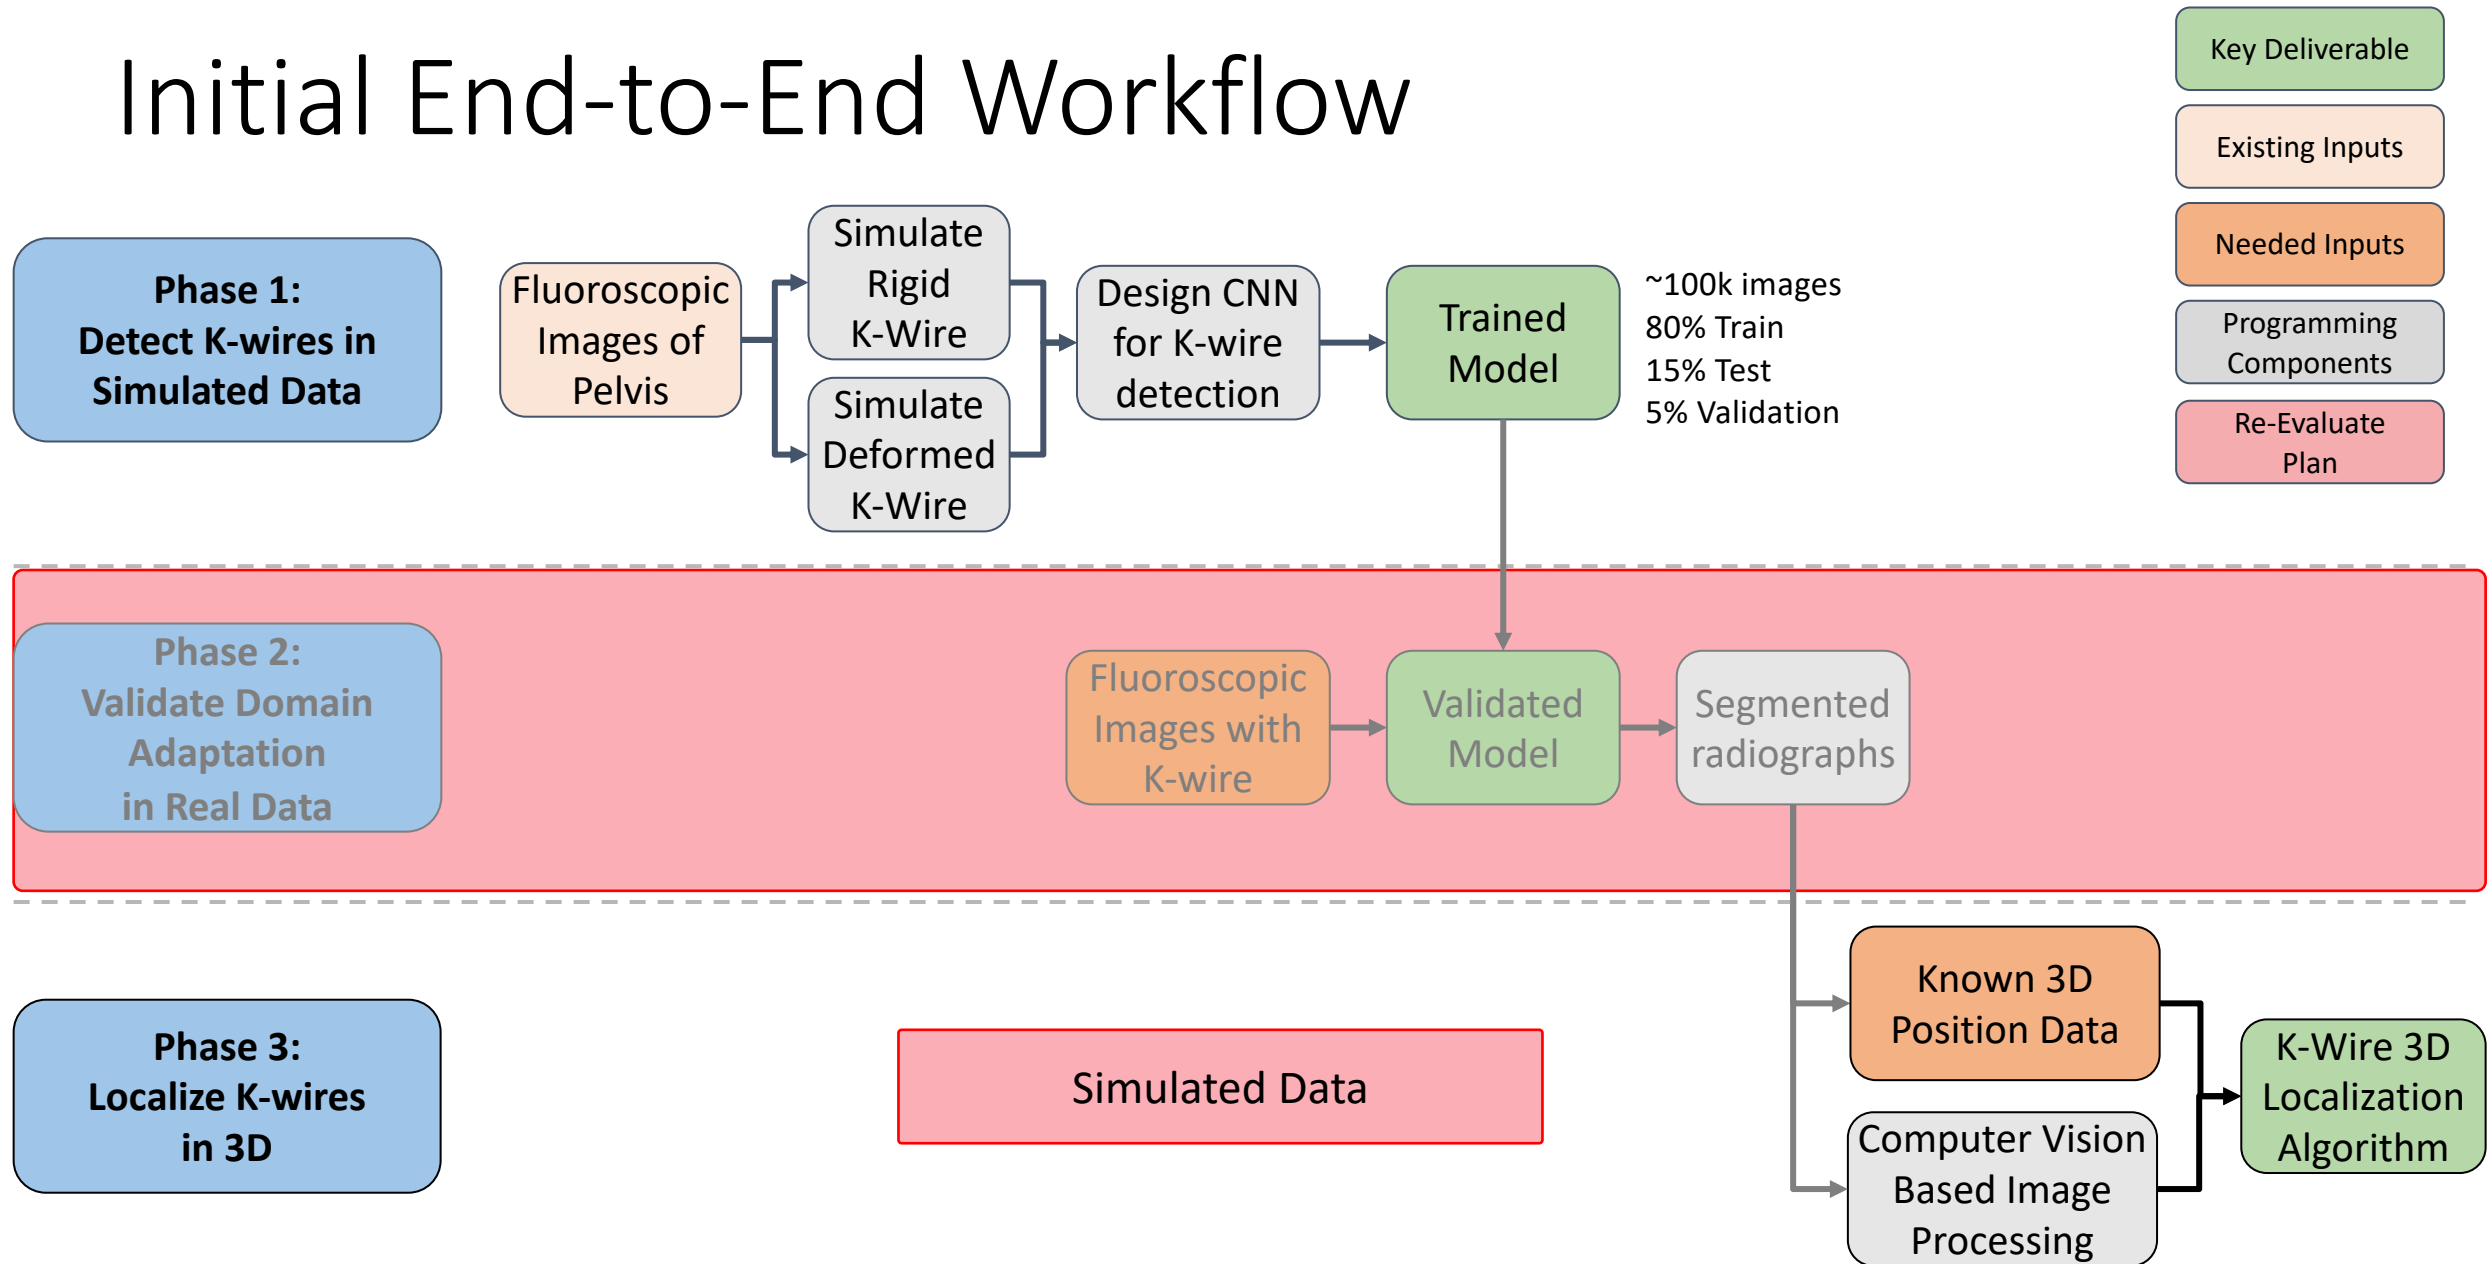 Initial End-to-End Workflow
Key Deliverable
Existing Inputs
Needed Inputs
Programming
Components
Re-Evaluate
Plan
Phase 1:
Detect K-wires in
Simulated Data
Fluoroscopic
Images of
Pelvis
Simulate
Rigid
K-Wire
Simulate
Deformed
K-Wire
Design CNN
for K-wire
detection
Trained
Model
~100k images
80% Train
15% Test
5% Validation
Phase 2:
Validate Domain
Adaptation
in Real Data
Fluoroscopic
Images with
K-wire
Validated
Model
Segmented
radiographs
Phase 3:
Localize K-wires
in 3D
Simulated Data
Known 3D
Position Data
Computer Vision
Based Image
Processing
K-Wire 3D
Localization
Algorithm